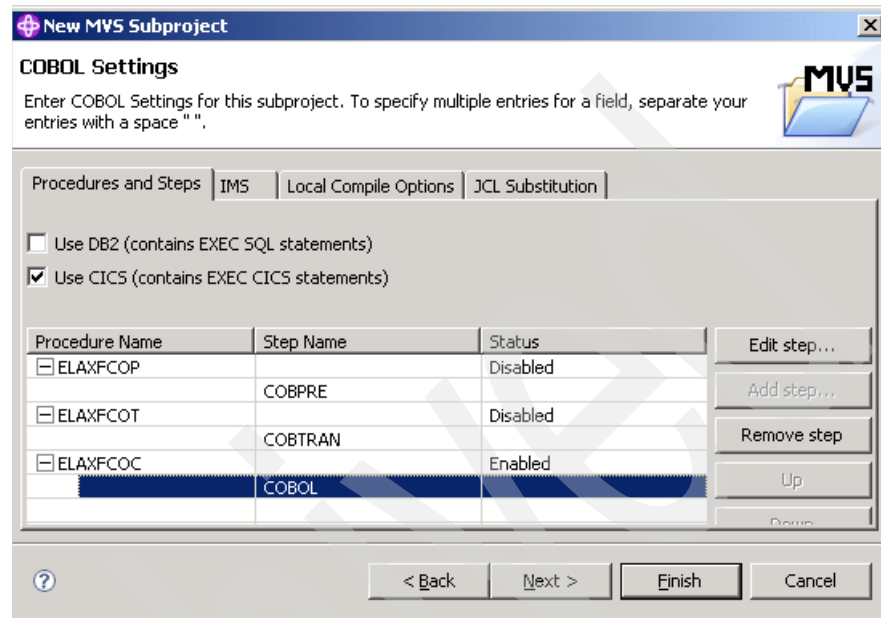 New MVS Subproject
COBOL Settings
Enter COBOL Settings for this subproject. To specify multiple entries for a field, separate your
entries with a space " ".
MVS
Procedures and Steps IMS Local Compile Options JCL Substitution
Use DB2 (contains EXEC SQL statements)
Use CICS (contains EXEC CICS statements)
Procedure Name Step Name Status
ELAXFCOP Disabled
COBPRE
ELAXFCOT Disabled
COBTRAN
ELAXFCOC Enabled
COBOL
Edit step...
Add step...
Remove step
Up
Down
?
< Back Next > Finish Cancel